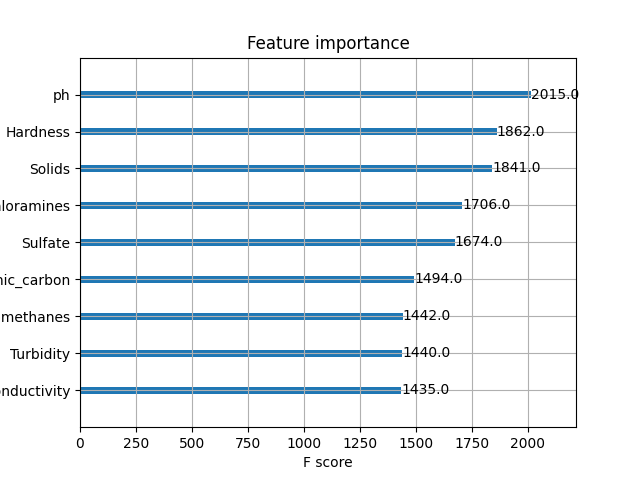 Feature importance
ph 2015.0
Hardness 1862.0
Solids 1841.0
loramines 1706.0
Sulfate 1674.0
nic_carbon 1494.0
methanes 1442.0
Turbidity 1440.0
nductivity 1435.0
0 250 500 750 1000 1250 1500 1750 2000
F score